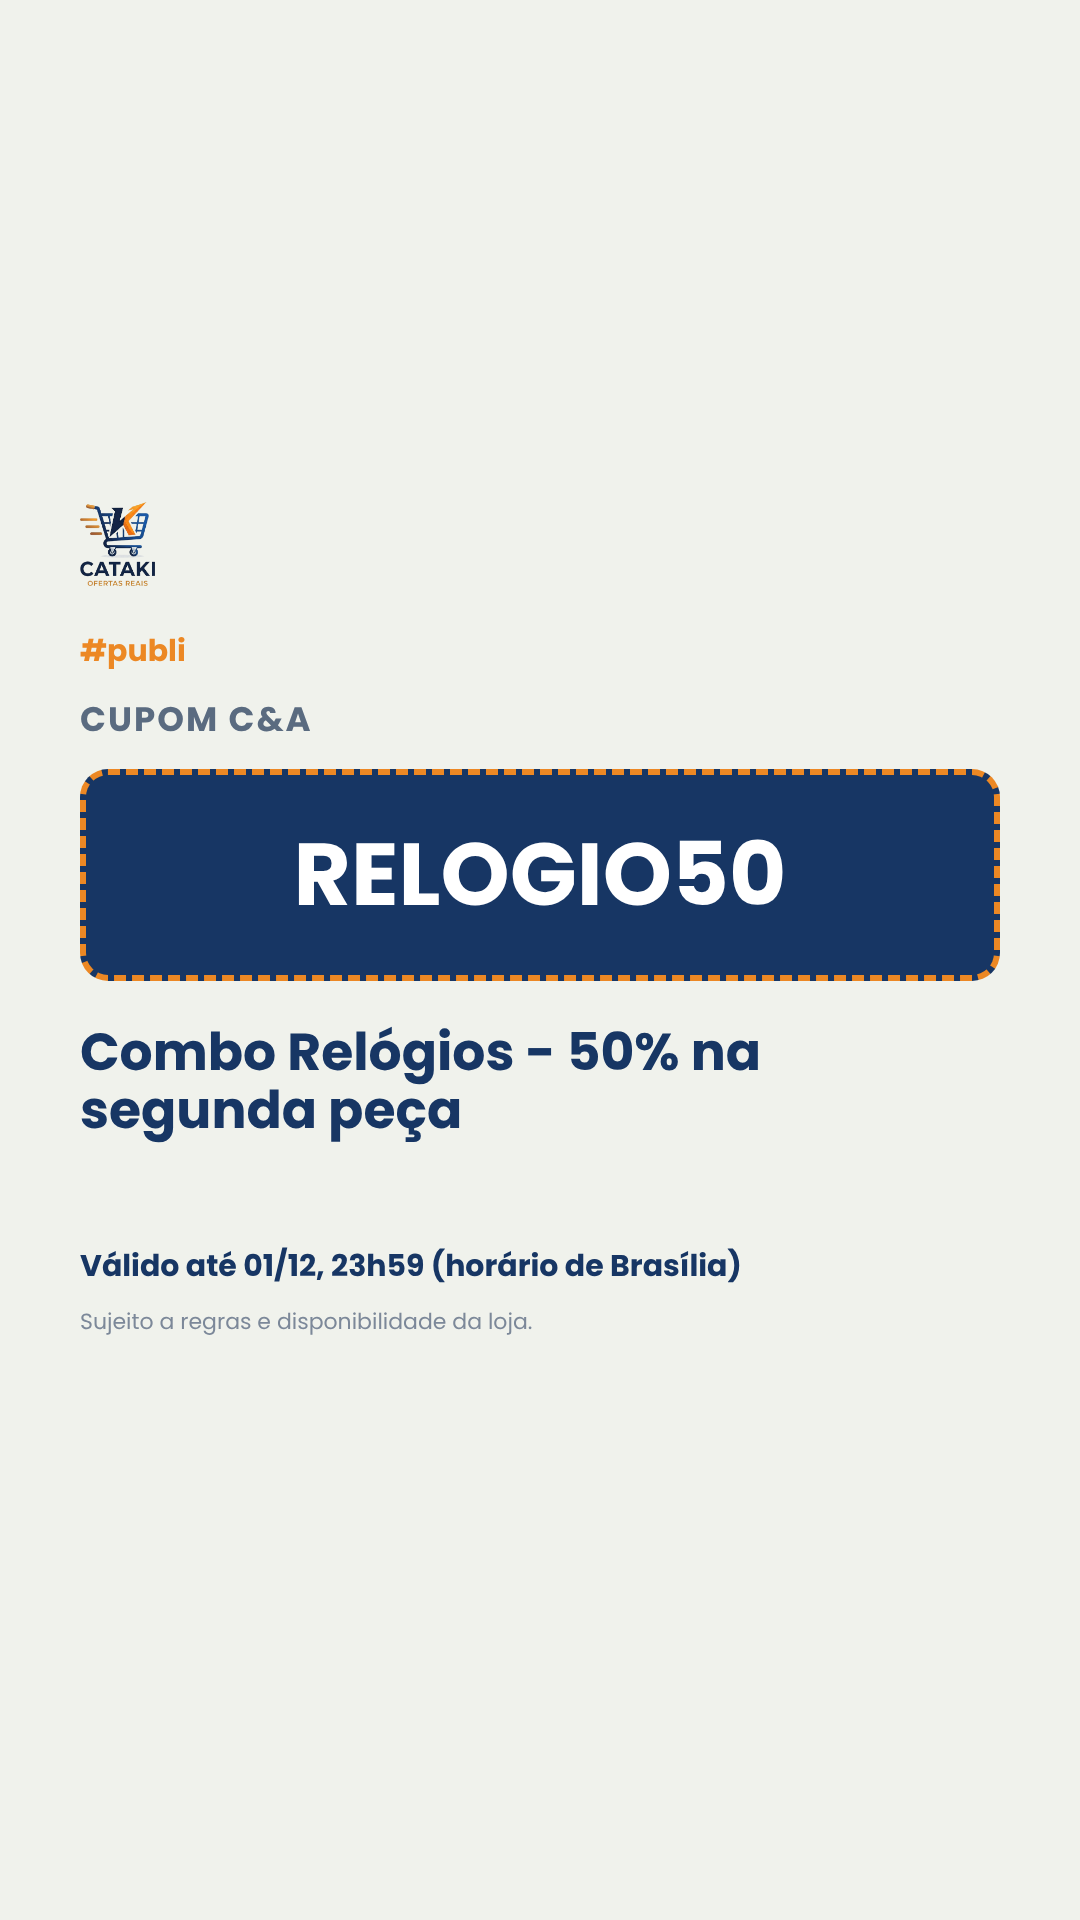 CATAKI
OFERTAS REAIS
#publi
CUPOM C&A
RELOGIO50
Combo Relógios - 50% na
segunda peça
Válido até 01/12, 23h59 (horário de Brasília)
Sujeito a regras e disponibilidade da loja.